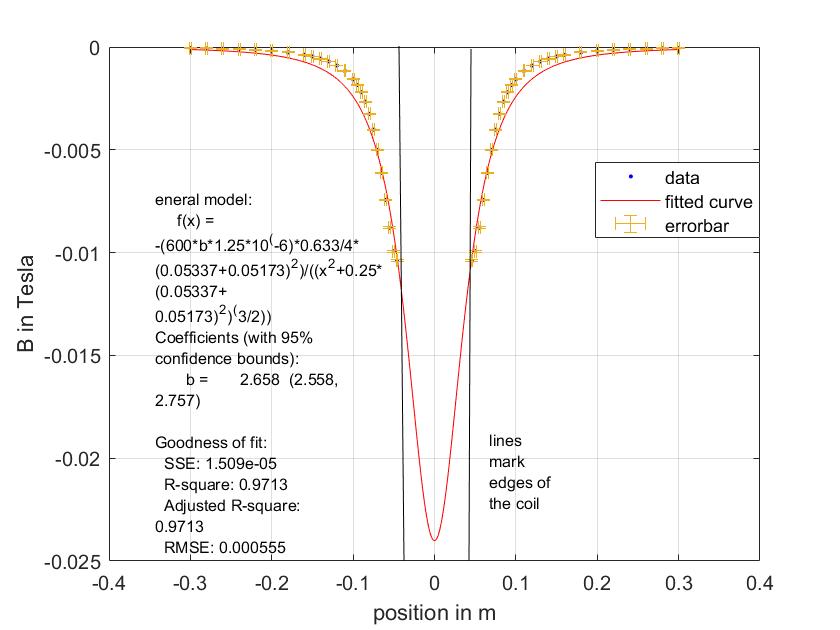 0
-0.005
-0.01
-0.015
-0.02
-0.025
-0.4
-0.3
-0.2
-0.1
0
0.1
0.2
0.3
0.4
B in Tesla
position in m
data
fitted curve
errorbar
eneral model:
f(x) =
-(600*b*1.25*10^(-6)*0.633/4*
(0.05337+0.05173)^2)/((x^2+0.25*
(0.05337+
0.05173)^2)^(3/2))
Coefficients (with 95%
confidence bounds):
b = 2.658 (2.558,
2.757)
Goodness of fit:
SSE: 1.509e-05
R-square: 0.9713
Adjusted R-square:
0.9713
RMSE: 0.000555
lines
mark
edges of
the coil